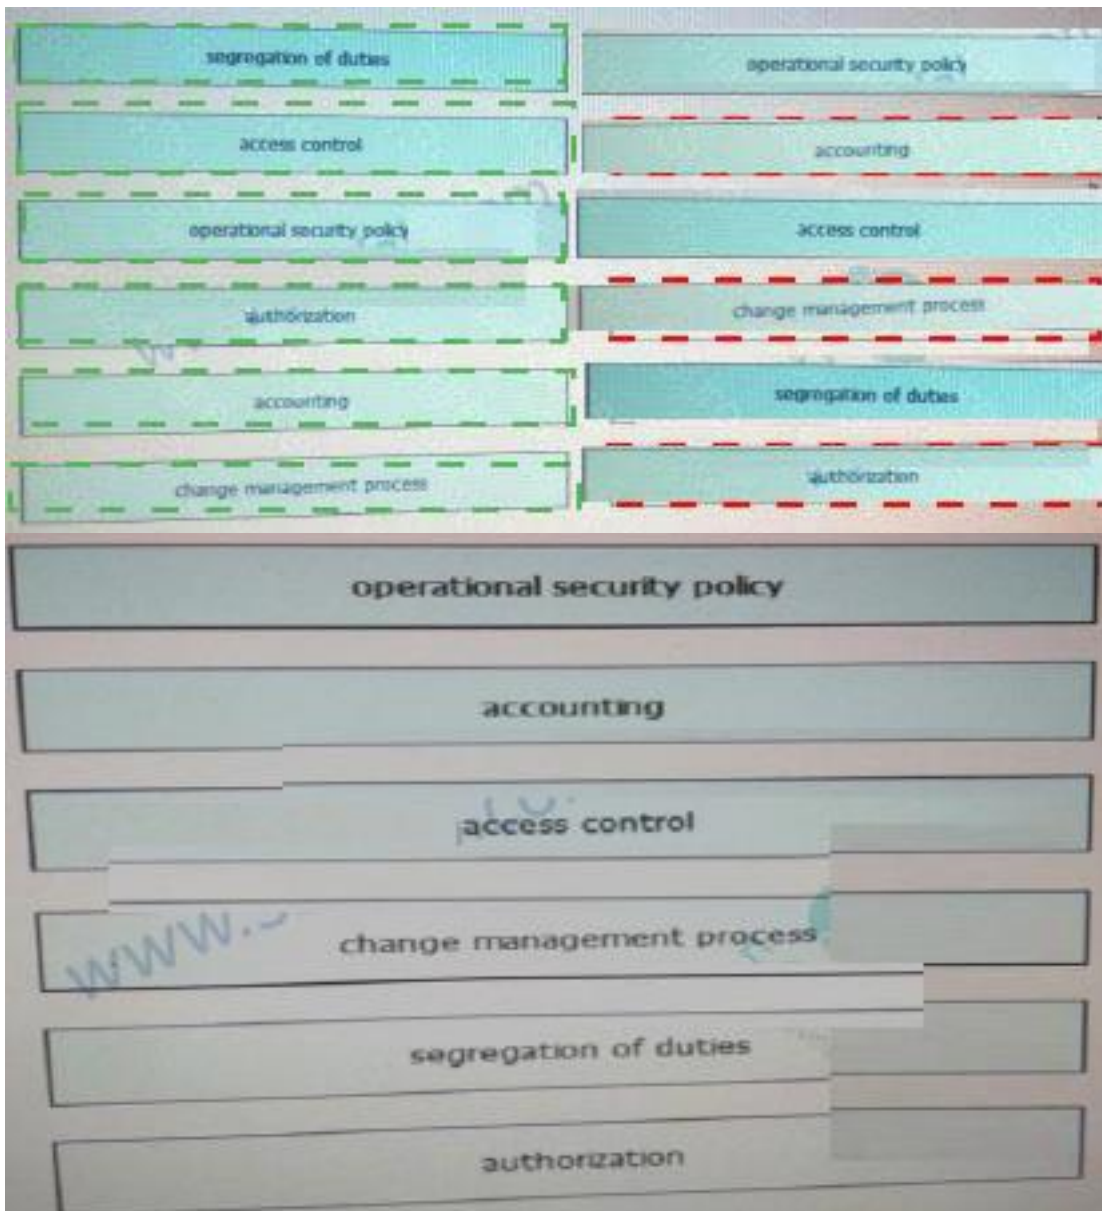 segregation of duties
operational security policy
access control
accounting
operational security policy
access control
authorization
change management process
accounting
segregation of duties
change management process
authorization
operational security policy
accounting
access control
change management process
www.
segregation of duties
authorization